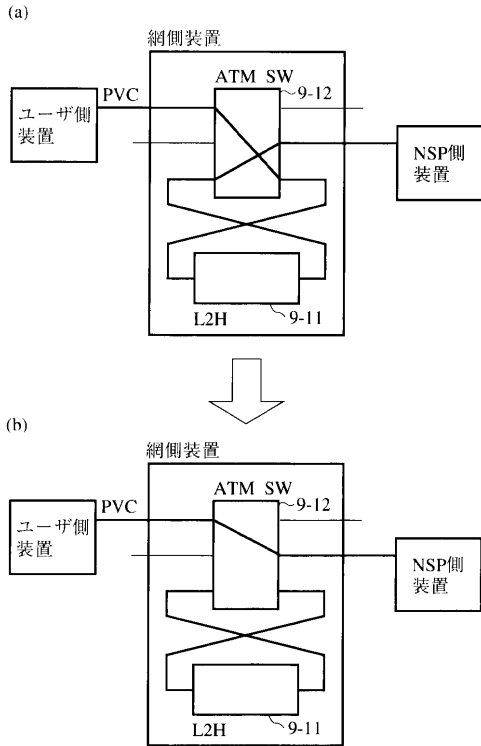 (a)
網側装置
ATM SW
9-12
PVC
ユーザ側
装置
NSP側
装置
L2H
9-11
(b)
網側装置
ATM SW
9-12
PVC
ユーザ側
装置
NSP側
装置
L2H
9-11